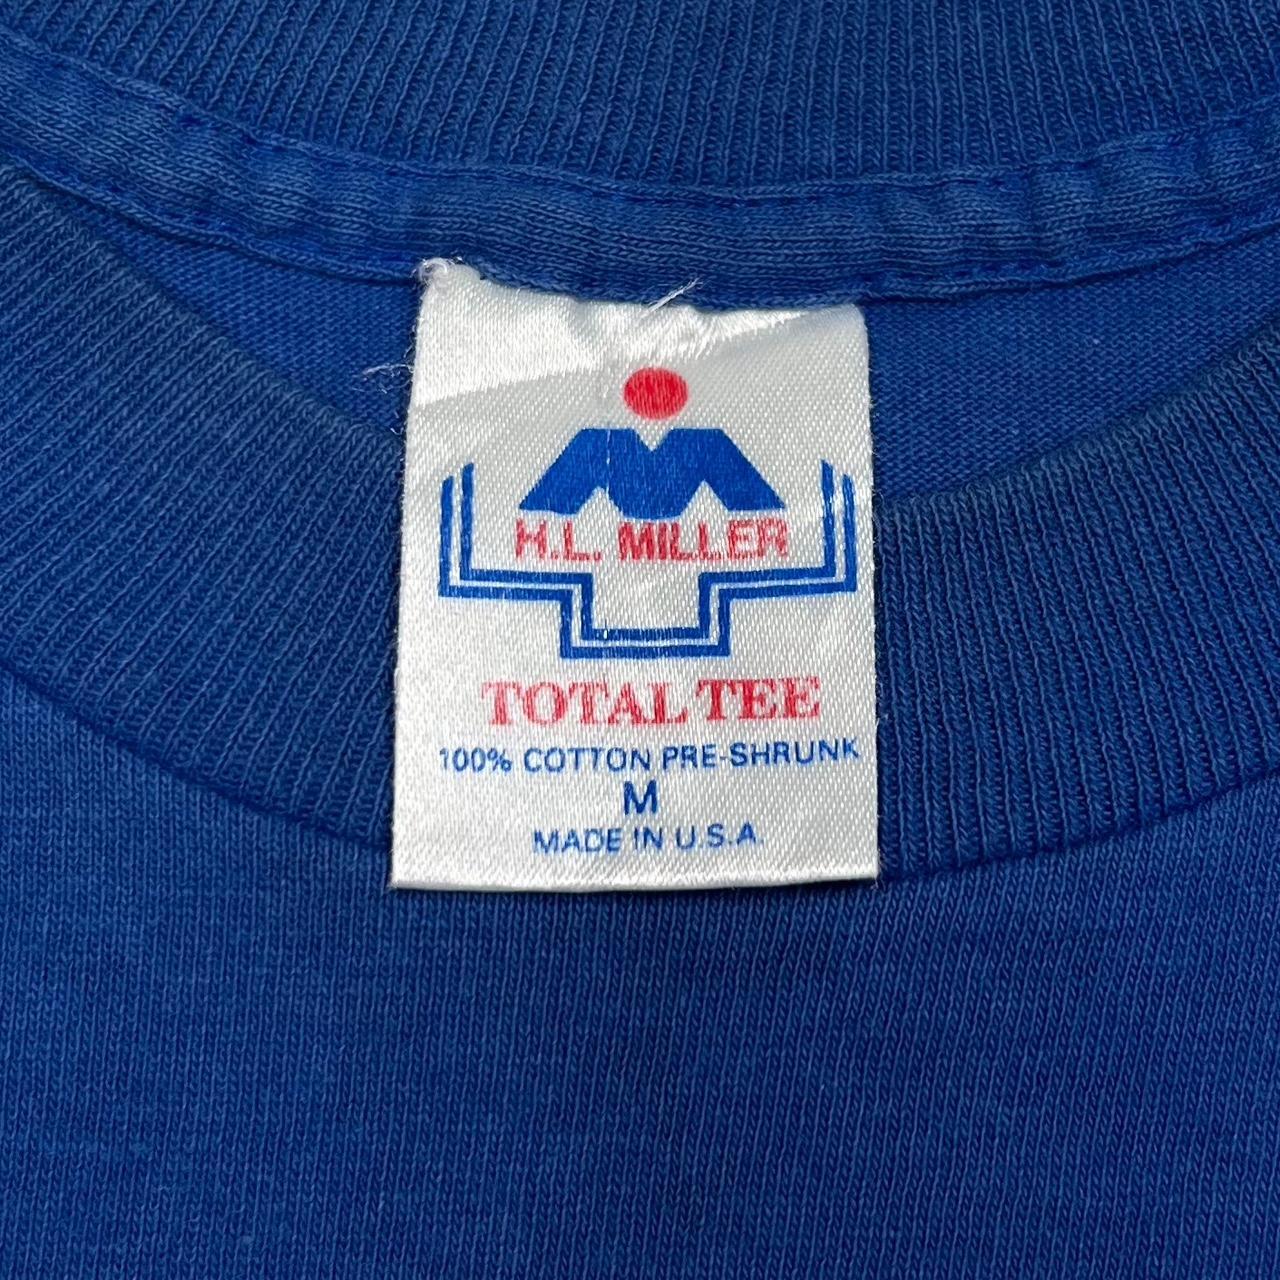 H.L. MILLER
TOTAL TEE
100% COTTON PRE-SHRUNK
M
MADE IN U.S.A.